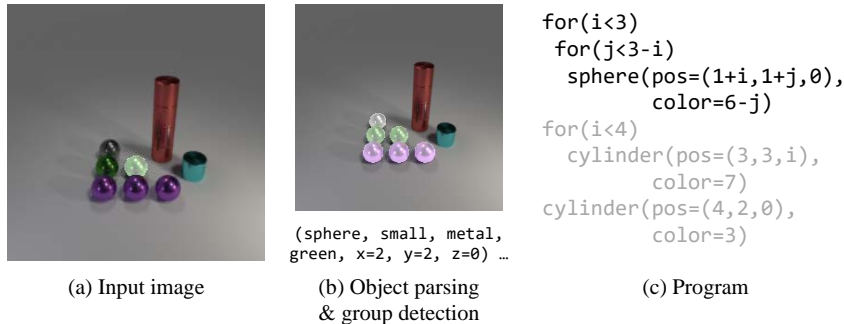 (sphere, small, metal,
green, x=2, y=2, z=0) …
for(i<3)
for(j<3-i)
sphere(pos=(1+i,1+j,0),
color=6-j)
for(i<4)
cylinder(pos=(3,3,i),
color=7)
cylinder(pos=(4,2,0),
color=3)
(a) Input image
(b) Object parsing
& group detection
(c) Program